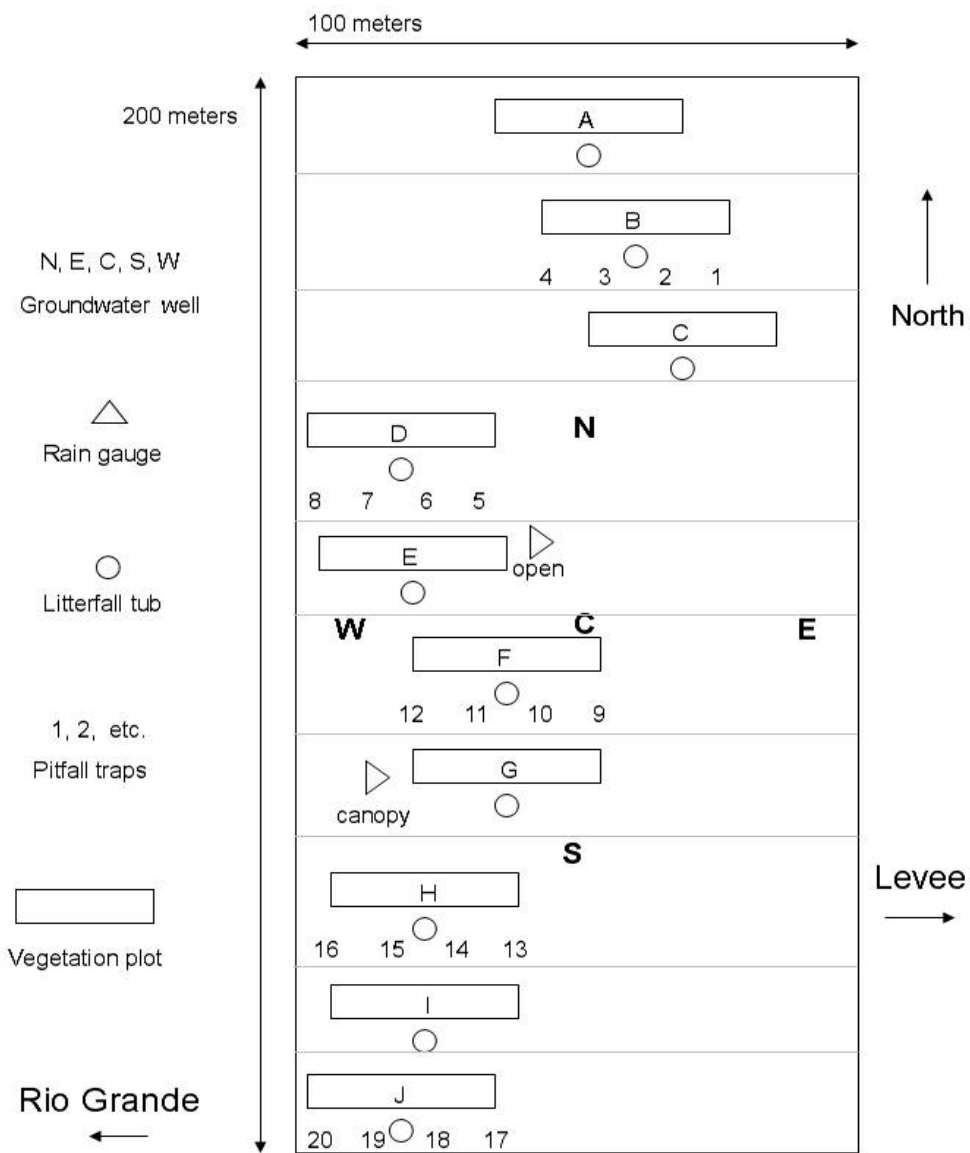 100 meters
200 meters
A
B
4 3 2 1
N, E, C, S, W
Groundwater well
North
C
D
N
Rain gauge
8 7 6 5
E
open
Litterfall tub
W
C
E
F
12 11 10 9
1, 2, etc.
Pitfall traps
G
canopy
S
Levee
H
16 15 14 13
Vegetation plot
I
Rio Grande
J
20 19 18 17